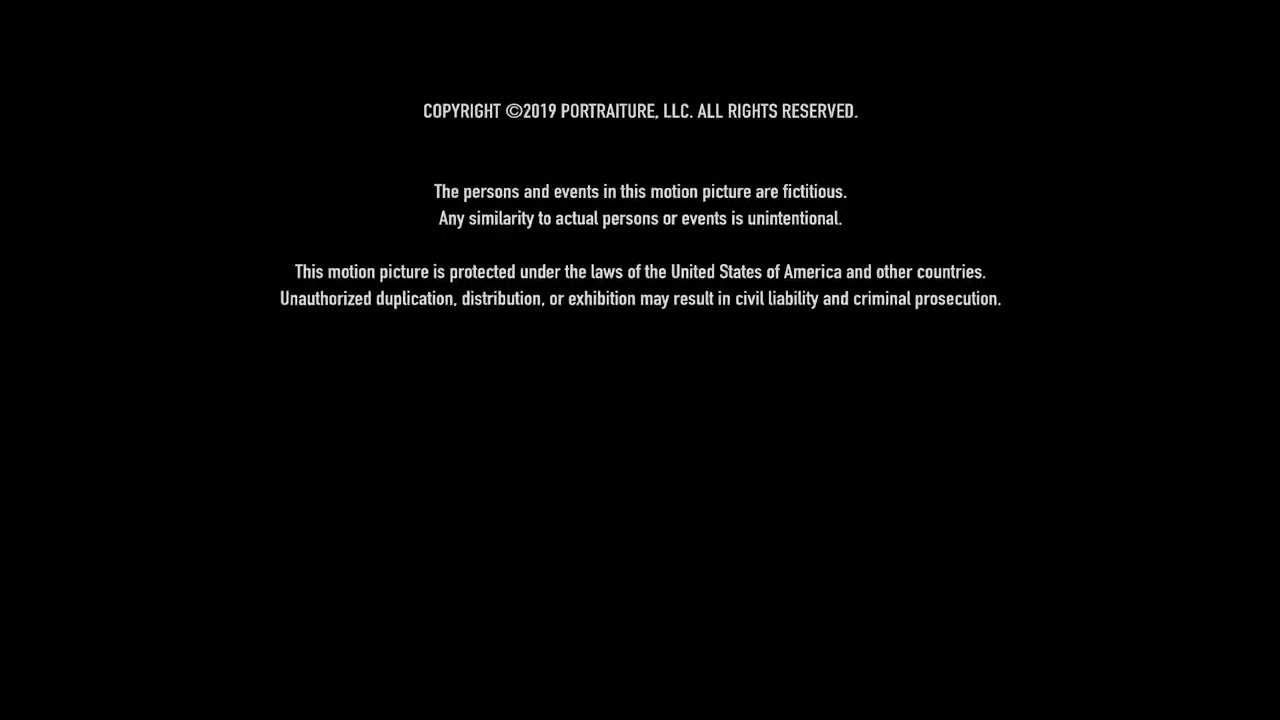 COPYRIGHT ©2019 PORTRAITURE, LLC. ALL RIGHTS RESERVED.
The persons and events in this motion picture are fictitious.
Any similarity to actual persons or events is unintentional.
This motion picture is protected under the laws of the United States of America and other countries.
Unauthorized duplication, distribution, or exhibition may result in civil liability and criminal prosecution.